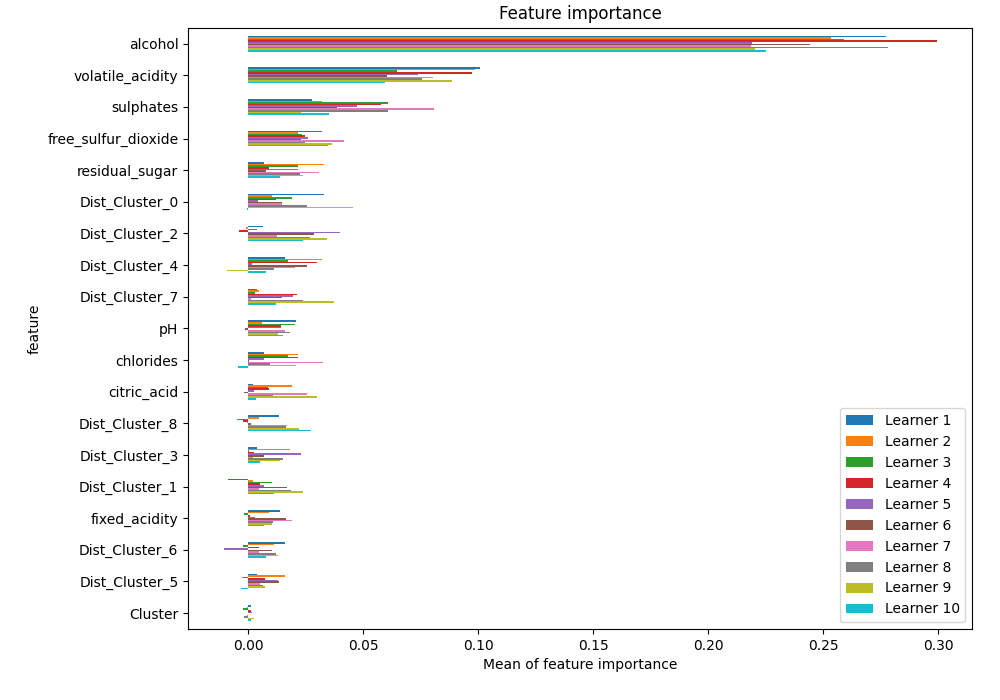 Feature importance
alcohol
volatile_acidity
sulphates
free_sulfur_dioxide
residual_sugar
Dist_Cluster_0
Dist_Cluster_2
Dist_Cluster_4
Dist_Cluster_7
pH
chlorides
citric_acid
Dist_Cluster_8
Dist_Cluster_3
Dist_Cluster_1
fixed_acidity
Dist_Cluster_6
Dist_Cluster_5
Cluster
feature
Learner 1
Learner 2
Learner 3
Learner 4
Learner 5
Learner 6
Learner 7
Learner 8
Learner 9
Learner 10
0.00 0.05 0.10 0.15 0.20 0.25 0.30
Mean of feature importance